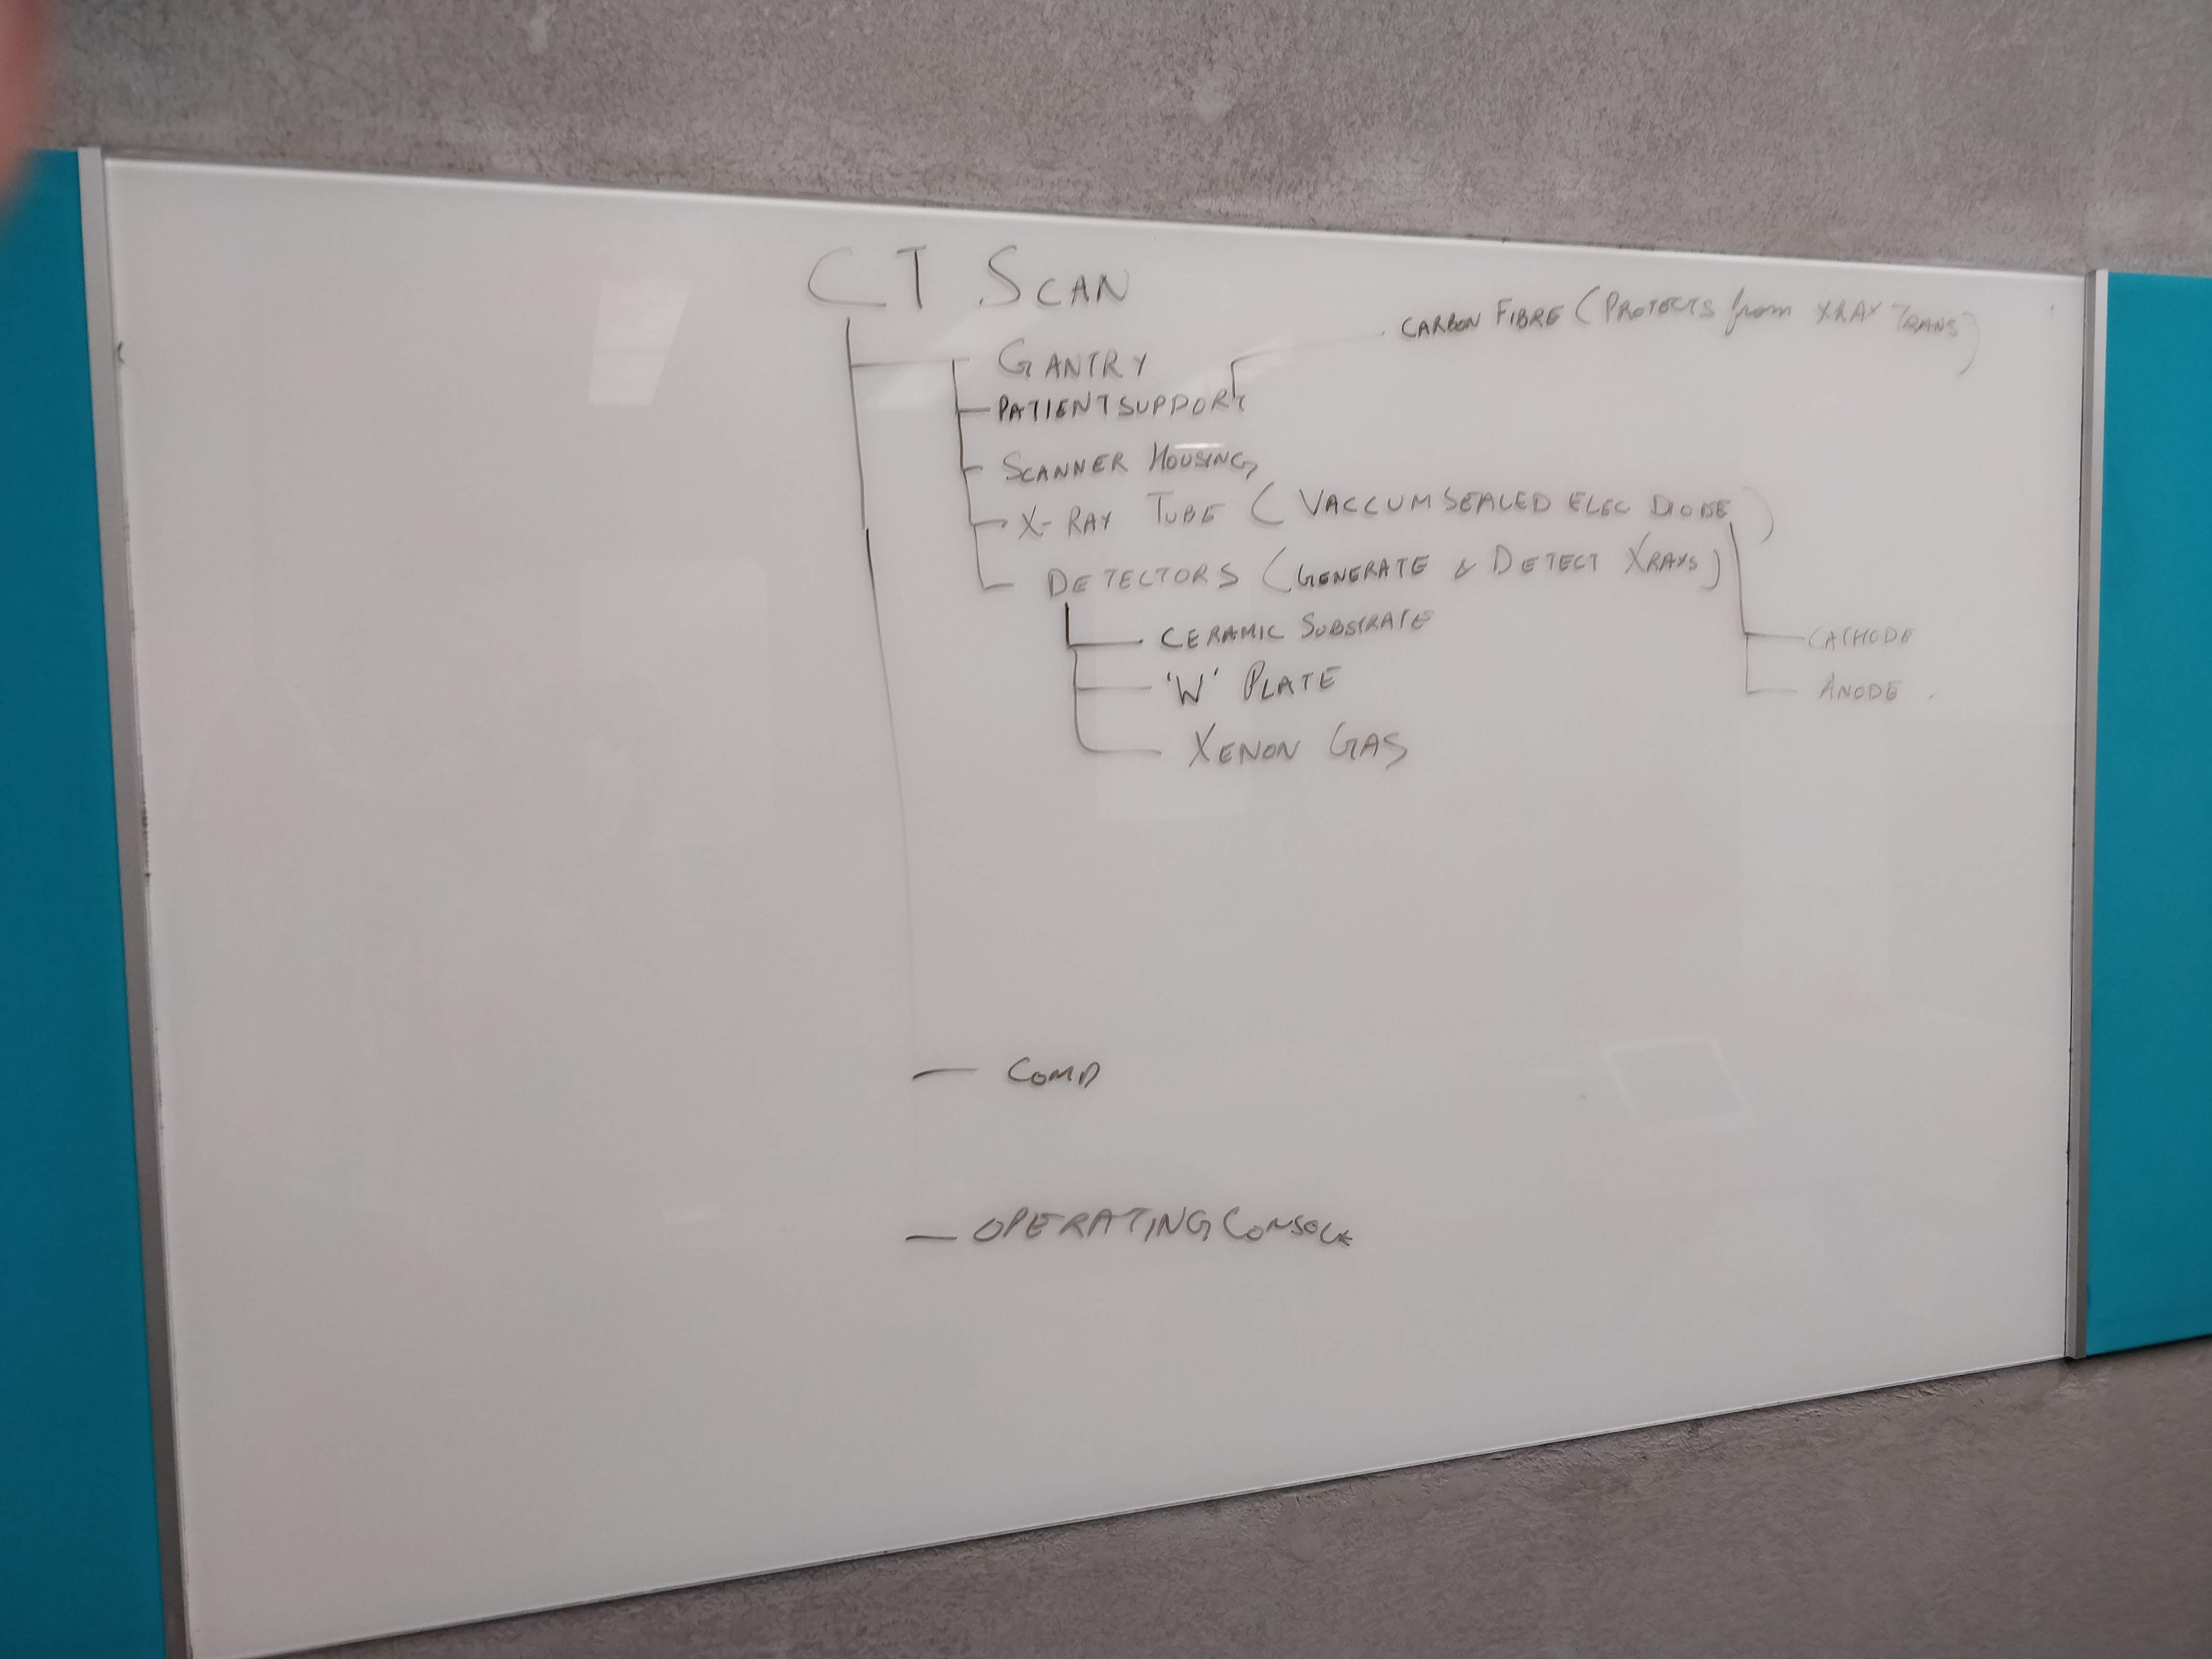 CT SCAN
CARBON FIBRE (PROTECTS from XRAY TRANS)
GANTRY
PATIENT SUPPORT
SCANNER HOUSING
X-RAY TUBE (VACCUM SEALED ELEC DIODE)
DETECTORS (GENERATE & DETECT XRAYS)
CERAMIC SUBSTRATE
CATHODE
'W' PLATE
ANODE
XENON GAS
COMP
OPERATING CONSOLE